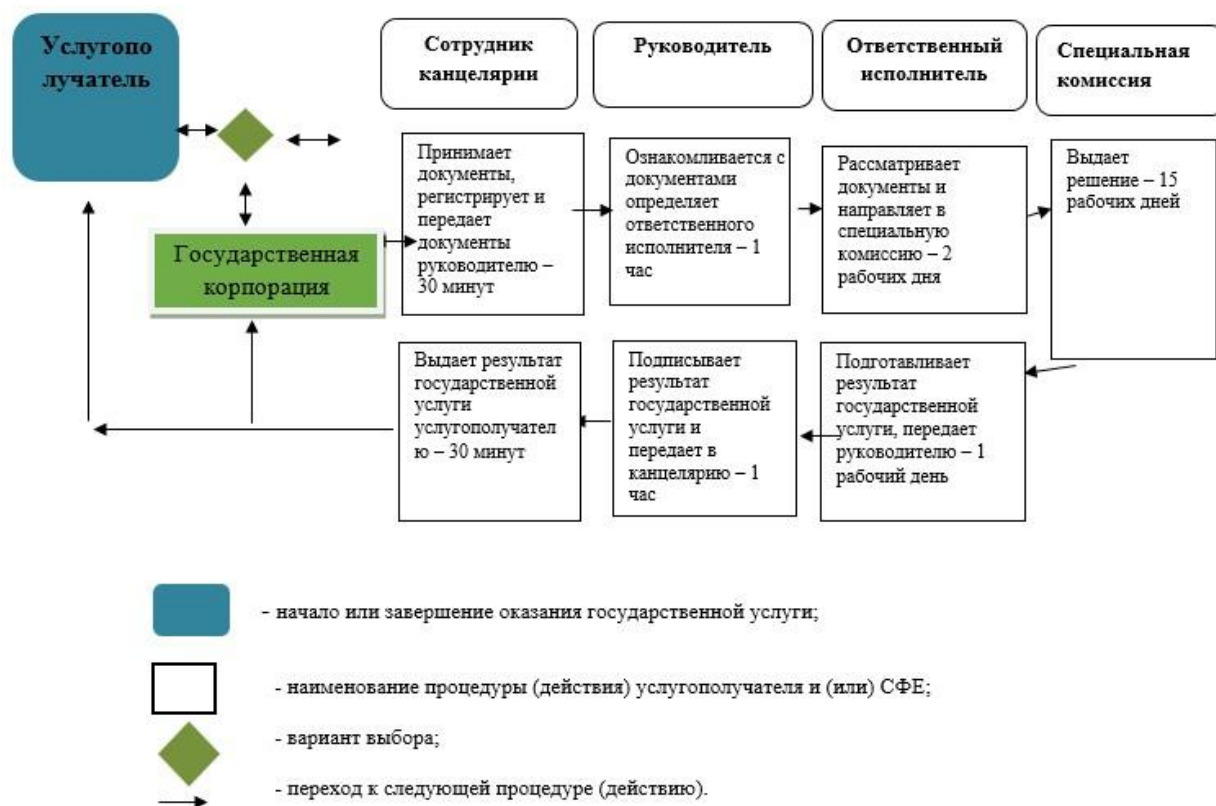 Услугопо
лучатель
Сотрудник
канцелярии
Руководитель
Ответственный
исполнитель
Специальная
комиссия
Государственная
корпорация
Принимает
документы,
регистрирует и
передает
документы
руководителю –
30 минут
Ознакомливается с
документами
определяет
ответственного
исполнителя – 1
час
Рассматривает
документы и
направляет в
специальную
комиссию – 2
рабочих дня
Выдает
решение – 15
рабочих дней
Выдает результат
государственной
услуги
услугополучател
ю – 30 минут
Подписывает
результат
государственной
услуги и
передает в
канцелярию – 1
час
Подготавливает
результат
государственной
услуги, передает
руководителю – 1
рабочий день
- начало или завершение оказания государственной услуги;
- наименование процедуры (действия) услугополучателя и (или) СФЕ;
- вариант выбора;
- переход к следующей процедуре (действию).